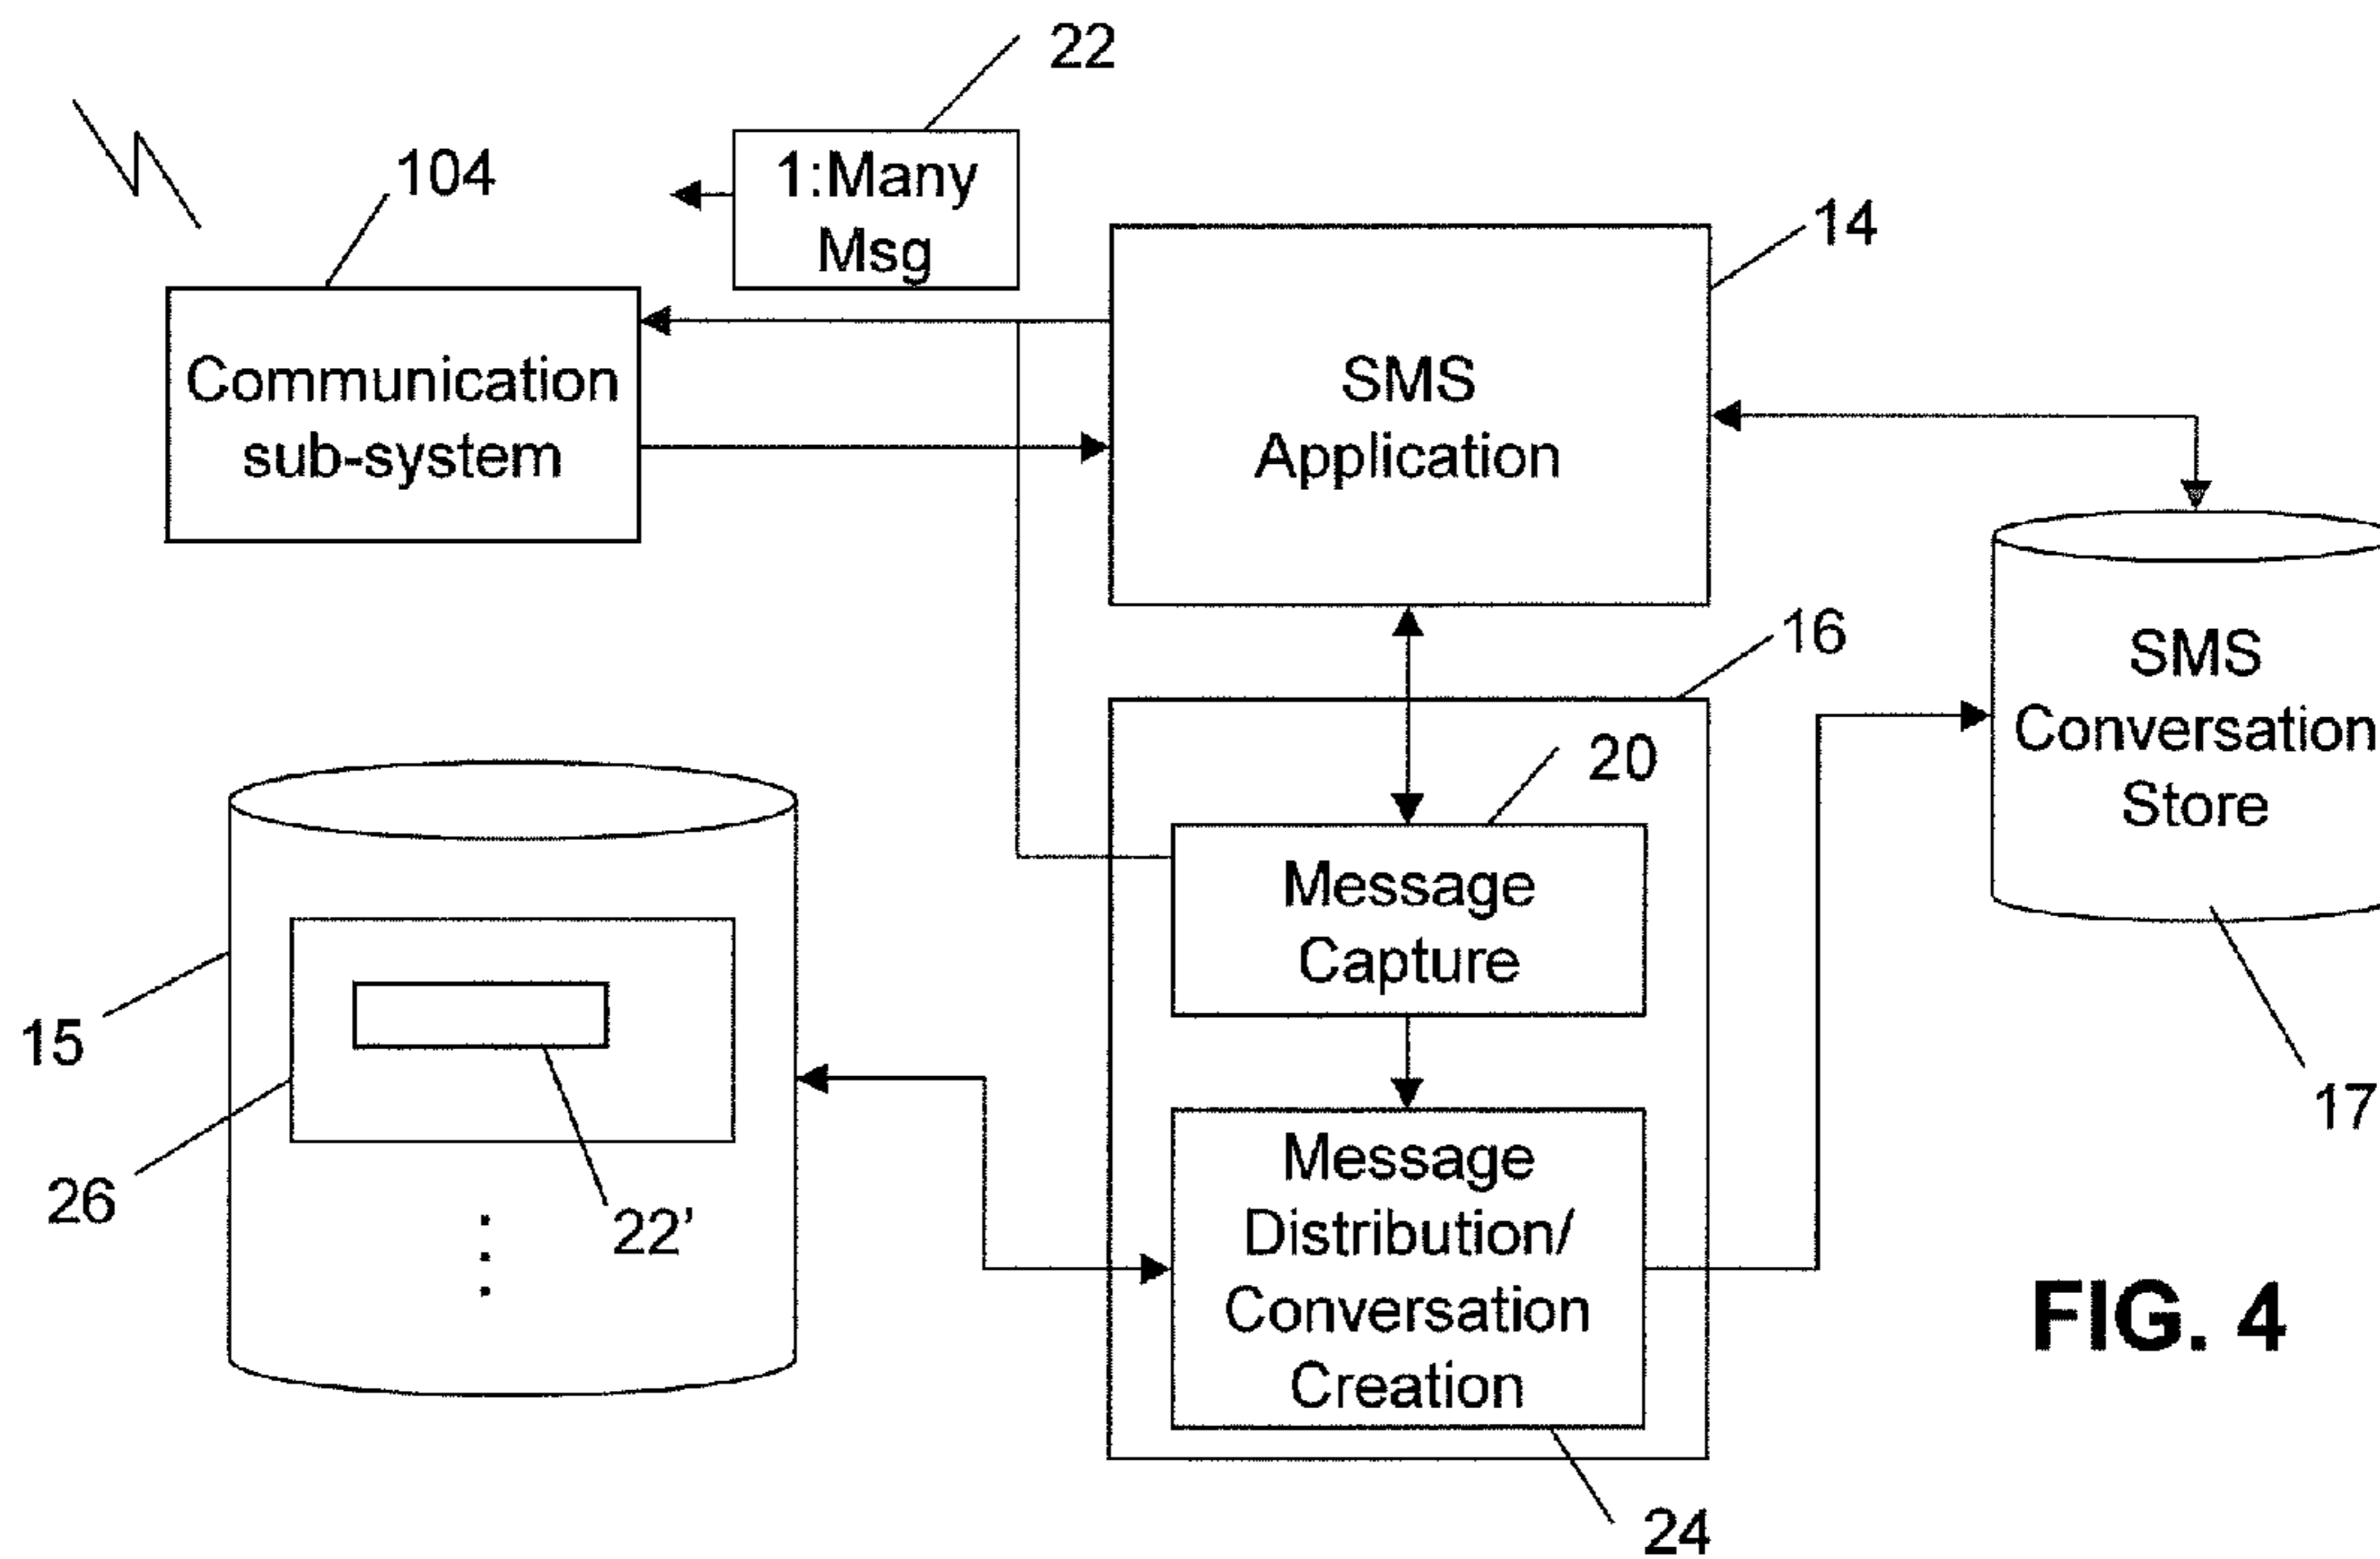 22
1:Many
Msg
104
14
Communication
sub-system
SMS
Application
16
SMS
Conversation
Store
20
Message
Capture
15
17
26
22’
Message
Distribution/
Conversation
Creation
24
FIG. 4